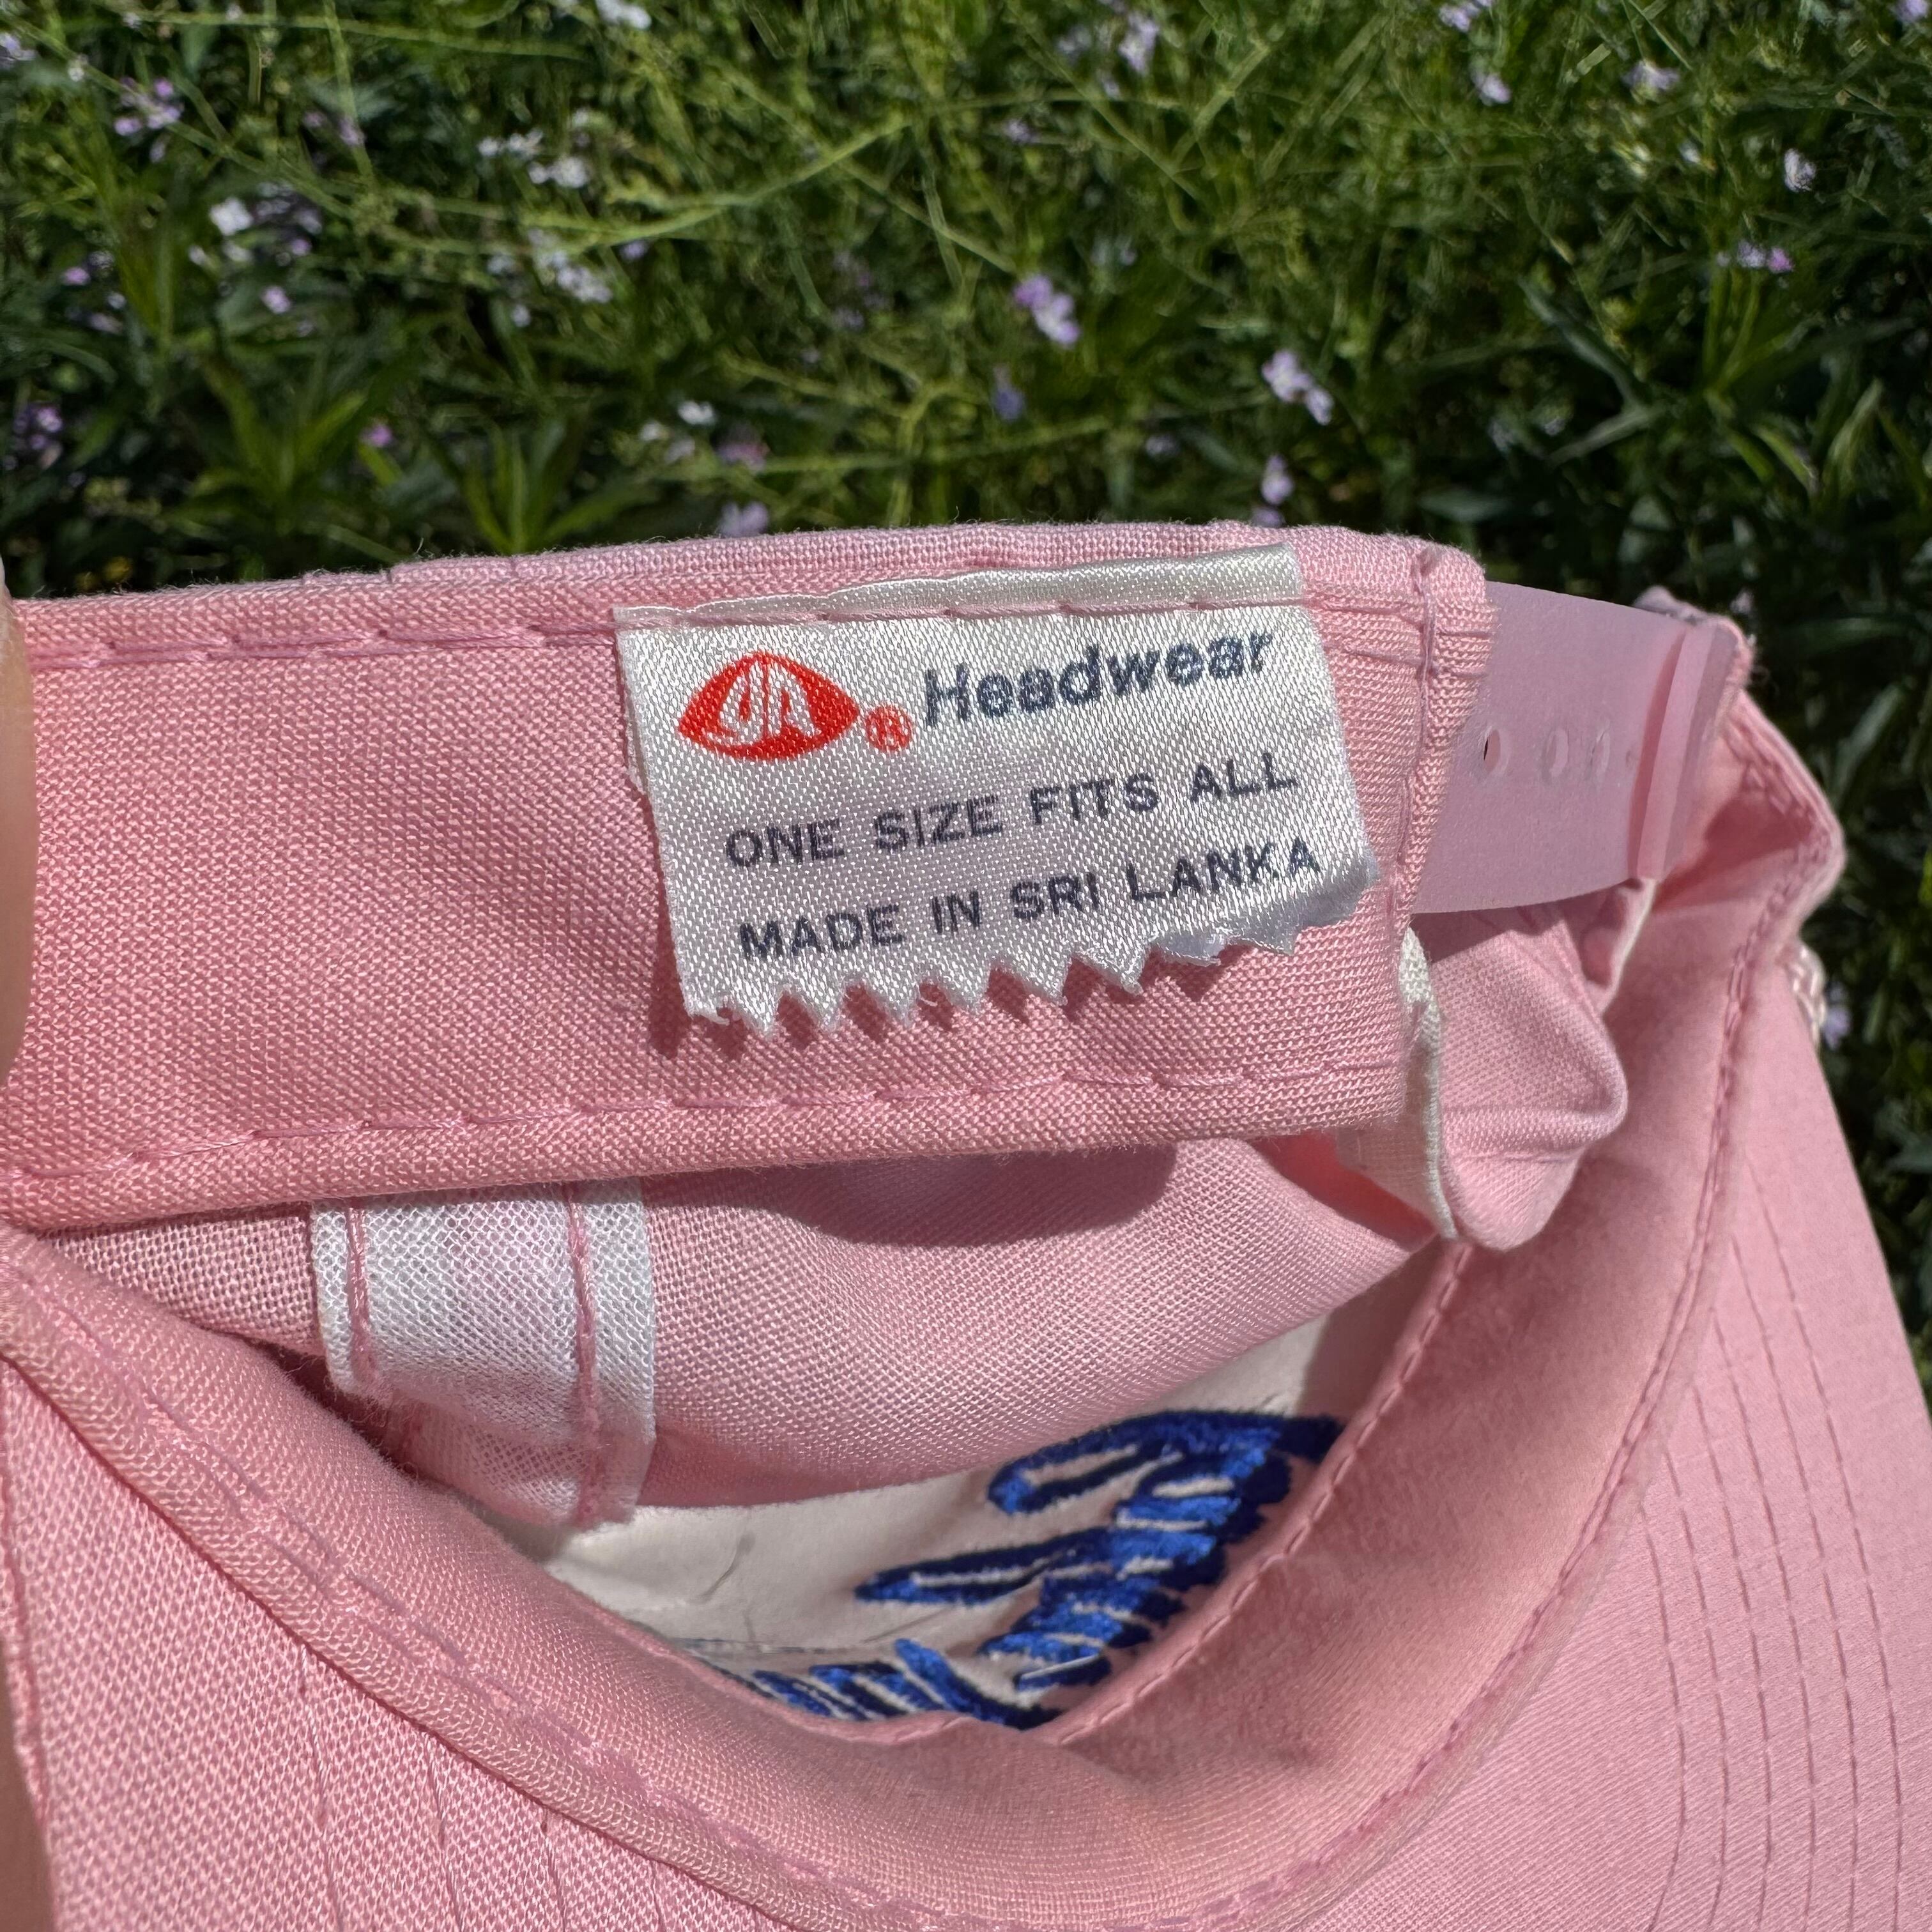 ® Headwear
ONE SIZE FITS ALL
MADE IN SRI LANKA